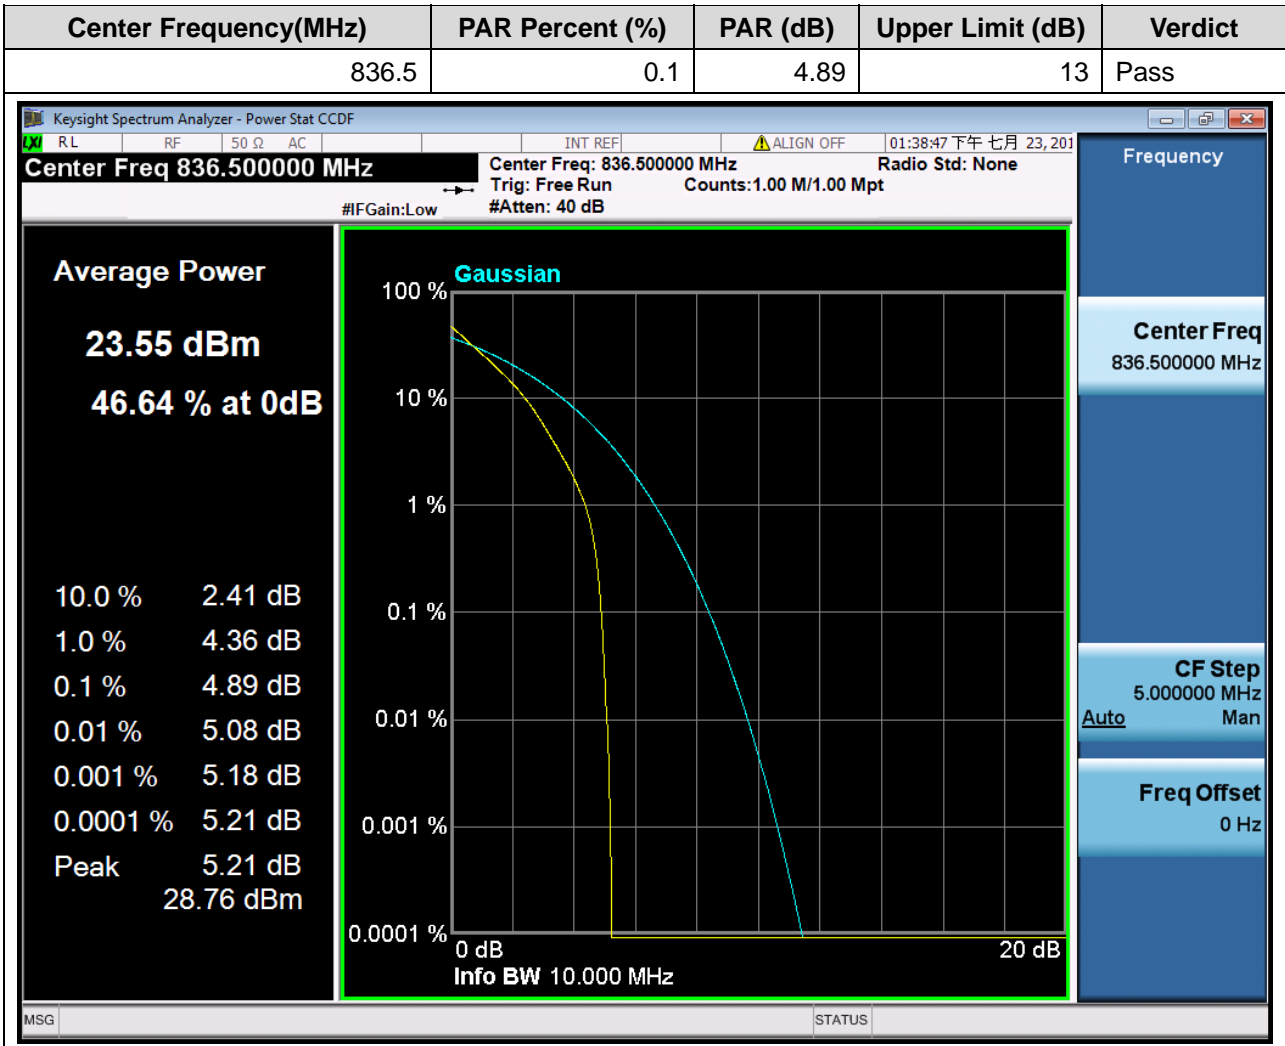 Center Frequency(MHz) PAR Percent (%) PAR (dB) Upper Limit (dB) Verdict
836.5 0.1 4.89 13 Pass
Keysight Spectrum Analyzer - Power Stat CCDF
LXI RL RF 50 Ω AC INT REF ALIGN OFF 01:38:47 下午 七月 23, 201
Center Freq 836.500000 MHz
Center Freq: 836.500000 MHz Radio Std: None
Trig: Free Run Counts:1.00 M/1.00 Mpt
#IFGain:Low #Atten: 40 dB
Average Power
23.55 dBm
46.64 % at 0dB
10.0 % 2.41 dB
1.0 % 4.36 dB
0.1 % 4.89 dB
0.01 % 5.08 dB
0.001 % 5.18 dB
0.0001 % 5.21 dB
Peak 5.21 dB
28.76 dBm
Gaussian
100 %
10 %
1 %
0.1 %
0.01 %
0.001 %
0.0001 %
0 dB 20 dB
Info BW 10.000 MHz
Frequency
Center Freq
836.500000 MHz
CF Step
5.000000 MHz
Auto Man
Freq Offset
0 Hz
MSG STATUS